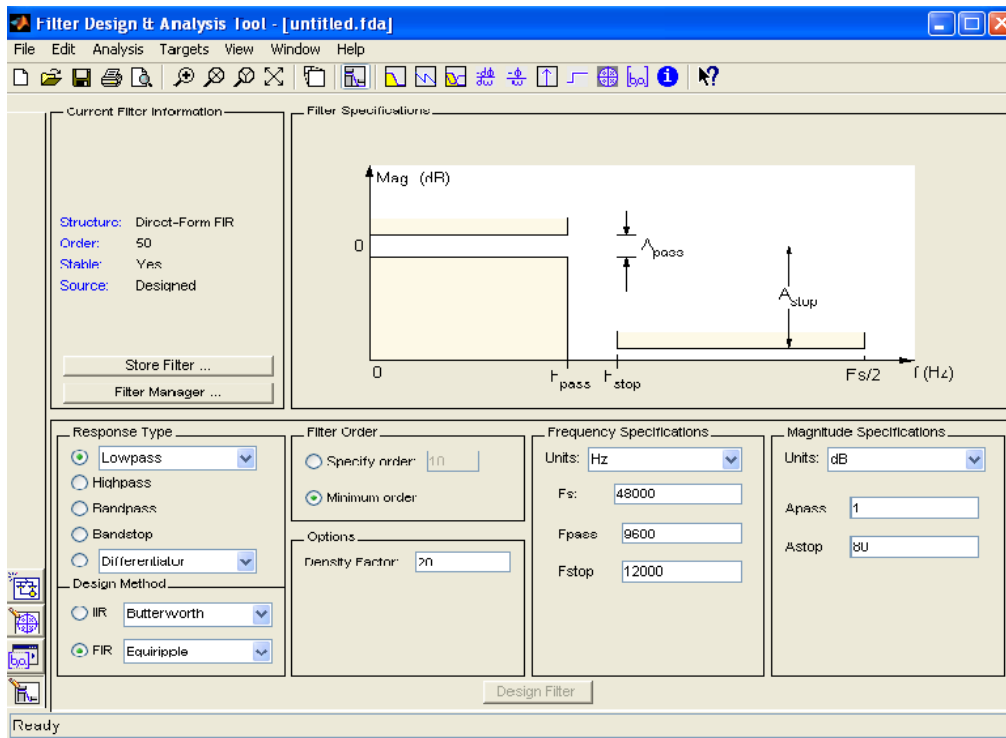 Filter Design & Analysis Tool - [untitled.fda]
File Edit Analysis Targets View Window Help
Current Filter Information
Structure: Direct-Form FIR
Order: 50
Stable: Yes
Source: Designed
Store Filter ...
Filter Manager ...
Filter Specifications
Mag. (dB)
0
Apass
Astop
0
Fpass
Fstop
Fs/2
f (Hz)
Response Type
Lowpass
Highpass
Bandpass
Bandstop
Differentiator
Design Method
IIR Butterworth
FIR Equiripple
Filter Order
Specify order: 10
Minimum order
Options
Density Factor: 20
Frequency Specifications
Units: Hz
Fs: 48000
Fpass 9600
Fstop 12000
Magnitude Specifications
Units: dB
Apass 1
Astop 80
Design Filter
Ready